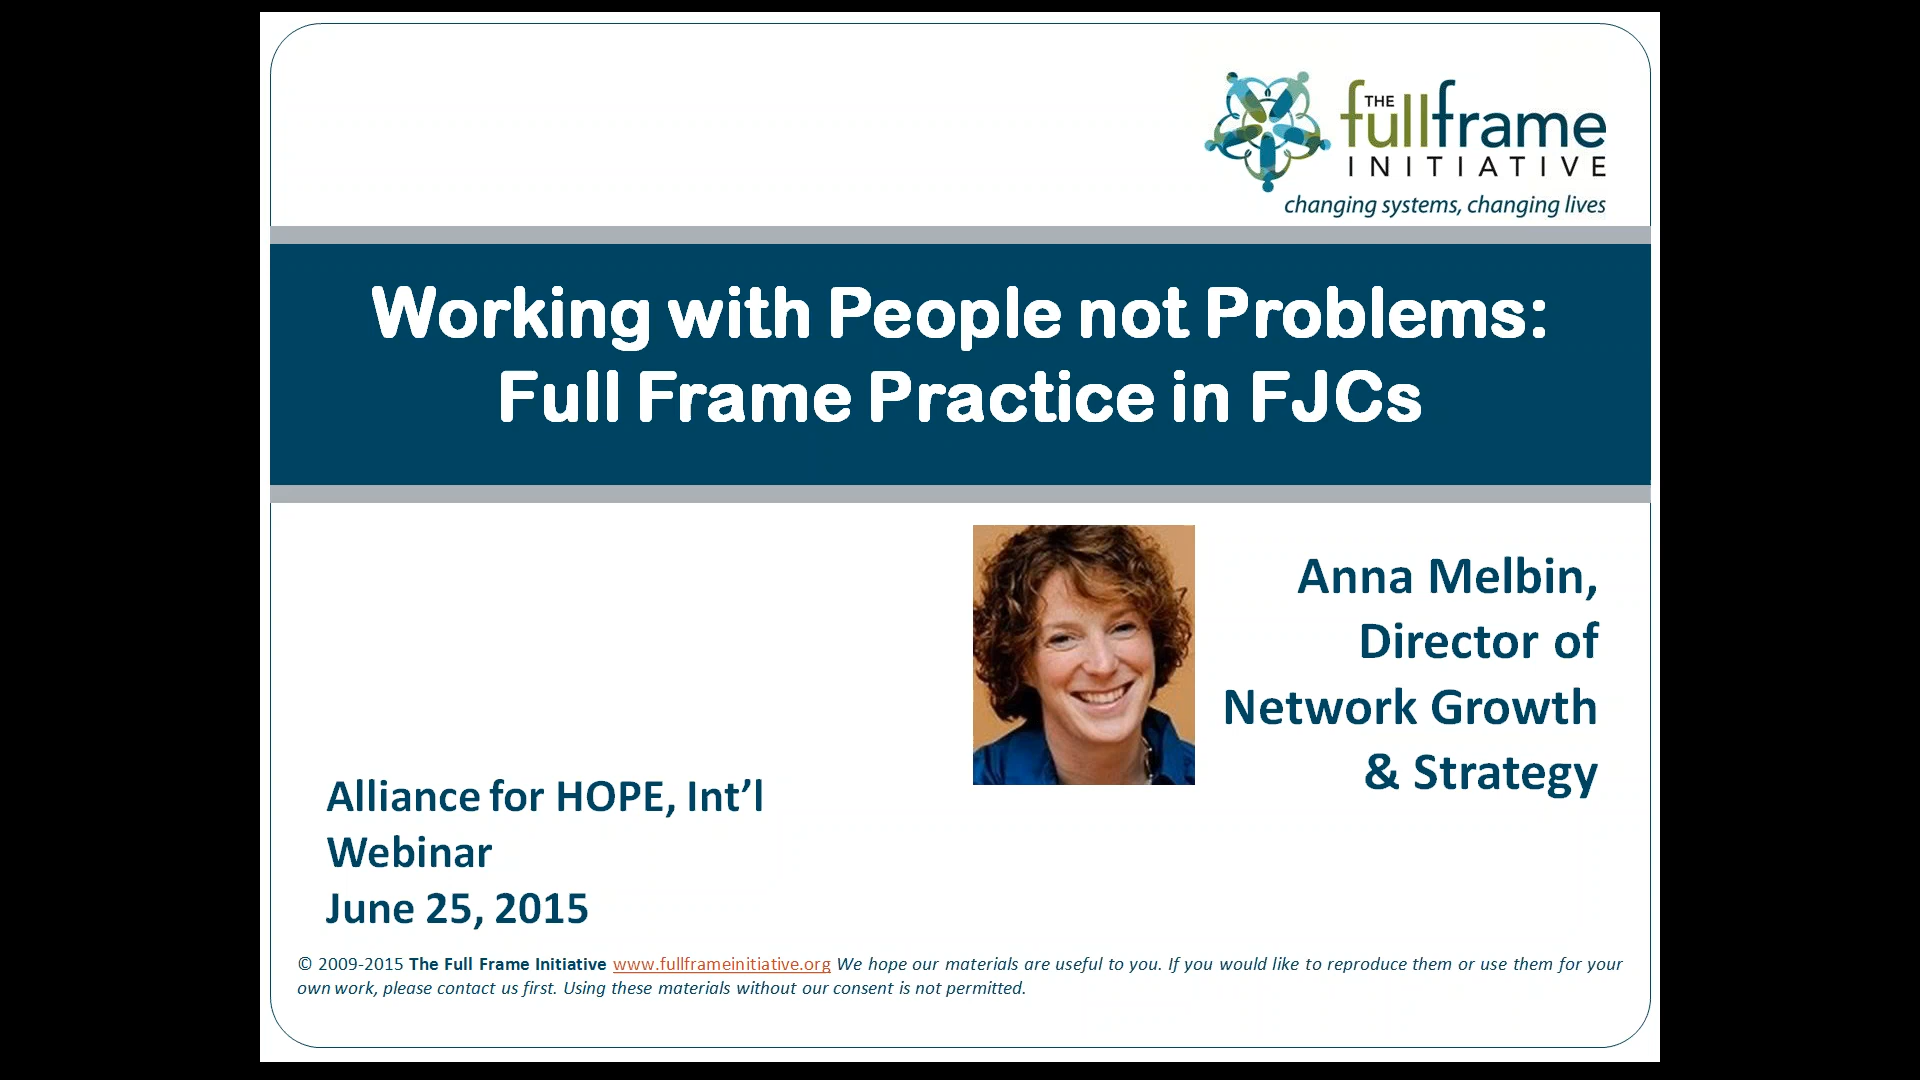 THE
fullframe
INITIATIVE
changing systems, changing lives
Working with People not Problems:
Full Frame Practice in FJCs
Anna Melbin,
Director of
Network Growth
& Strategy
Alliance for HOPE, Int’l
Webinar
June 25, 2015
© 2009-2015 The Full Frame Initiative www.fullframeinitiative.org We hope our materials are useful to you. If you would like to reproduce them or use them for your
own work, please contact us first. Using these materials without our consent is not permitted.